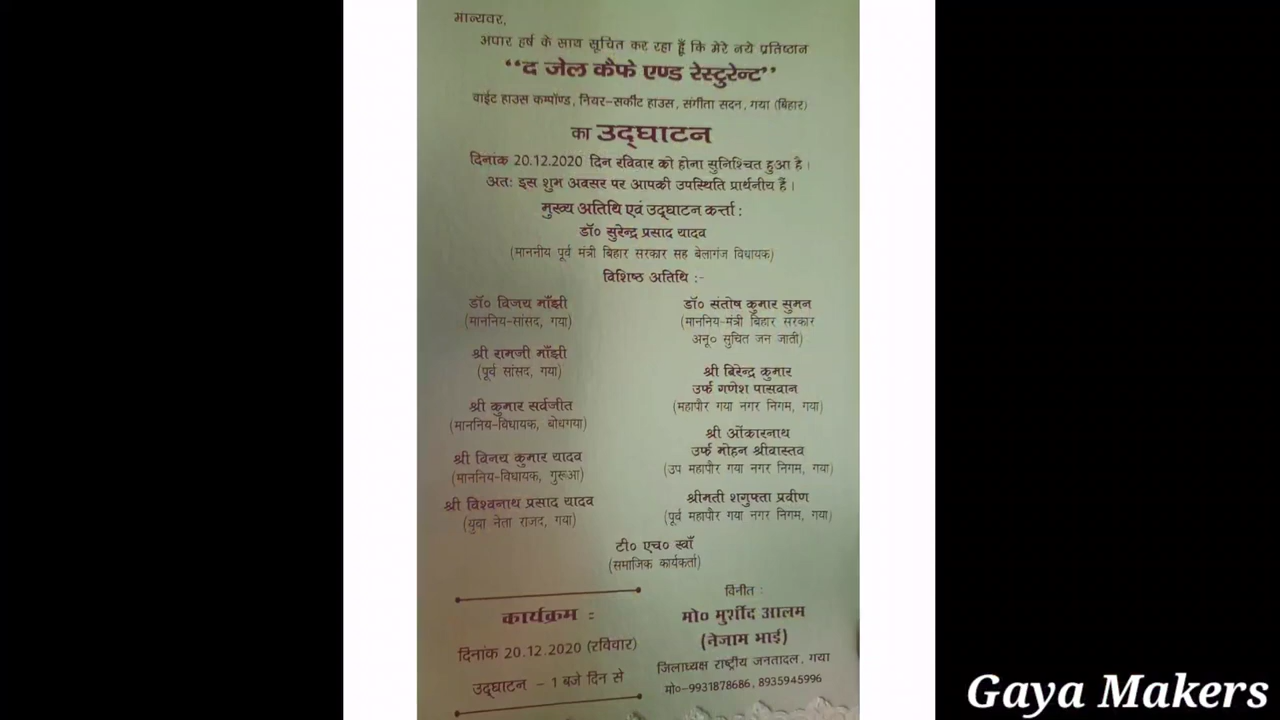 मान्यवर,
अपार हर्ष के साथ सूचित कर रहा हूँ कि मेरे नये प्रतिष्ठान
“द जेल कैफे एण्ड रेस्टुरेन्ट”
वाईट हाउस कम्पॉण्ड, नियर-सर्कीट हाउस, संगीता सदन, गया (बिहार)
का उद्घाटन
दिनांक 20.12.2020 दिन रविवार को होना सुनिश्चित हुआ है।
अतः इस शुभ अवसर पर आपकी उपस्थिति प्रार्थनीय हैं।
मुख्य अतिथि एवं उद्घाटन कर्त्ता :
डॉ० सुरेन्द्र प्रसाद यादव
(माननीय पूर्व मंत्री बिहार सरकार सह बेलागंज विधायक)
विशिष्ठ अतिथि :-
डॉ० विजय माँझी
(माननिय-सांसद, गया)
श्री रामजी माँझी
(पूर्व सांसद, गया)
श्री कुमार सर्वजीत
(माननिय-विधायक, बोधगया)
श्री विनय कुमार यादव
(माननिय-विधायक, गुरूआ)
श्री विश्वनाथ प्रसाद यादव
(युवा नेता राजद, गया)
डॉ० संतोष कुमार सुमन
(माननिय-मंत्री बिहार सरकार
अनू० सुचित जन जाती)
श्री बिरेन्द्र कुमार
उर्फ गणेश पासवान
(महापौर गया नगर निगम, गया)
श्री ओंकारनाथ
उर्फ मोहन श्रीवास्तव
(उप महापौर गया नगर निगम, गया)
श्रीमती शगुफ्ता प्रवीण
(पूर्व महापौर गया नगर निगम, गया)
टी० एच० खाँ
(समाजिक कार्यकर्ता)
कार्यक्रम :
दिनांक 20.12.2020 (रविवार)
उद्घाटन - 1 बजे दिन से
विनीत :
मो० मुर्शीद आलम
(नेजाम भाई)
जिलाध्यक्ष राष्ट्रीय जनतादल, गया
मो०-9931878686, 8935945996
Gaya Makers